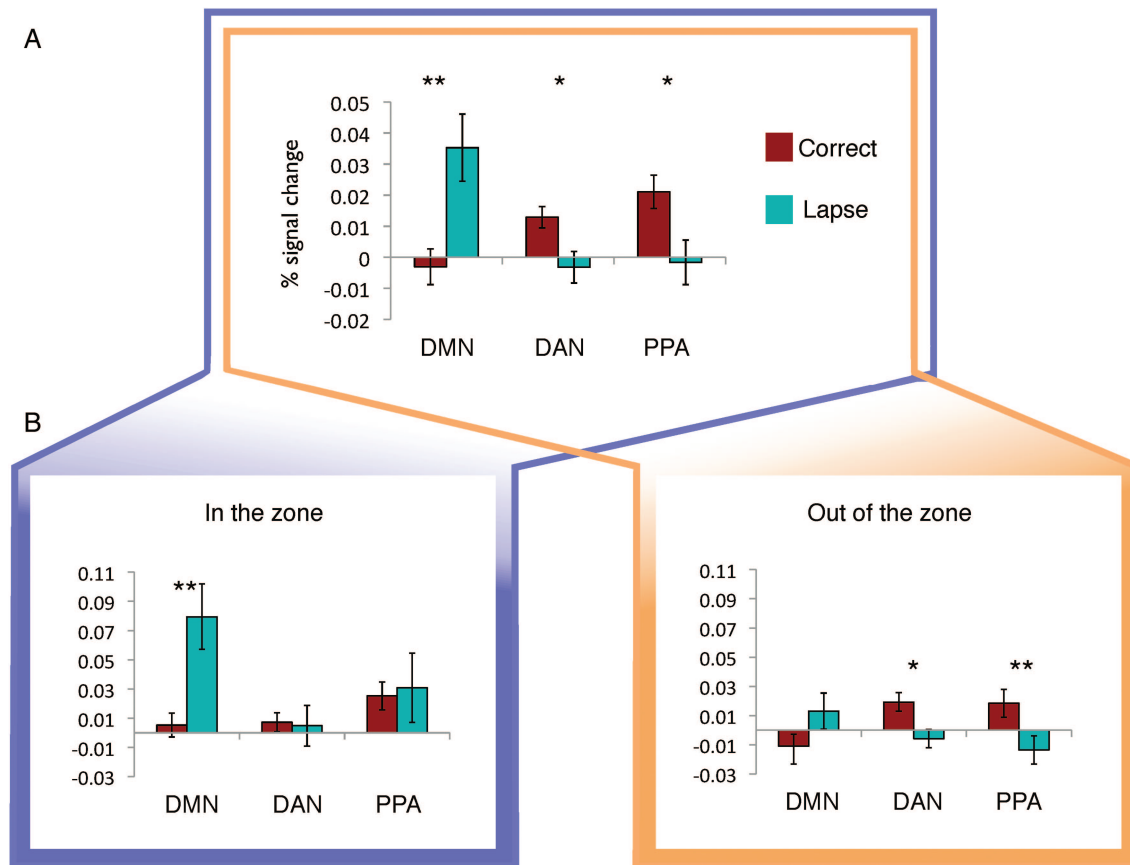 A
** * *
0.05
0.04
0.03
0.02
0.01
0
-0.01
-0.02
% signal change
Correct
Lapse
DMN DAN PPA
B
In the zone
0.11
0.09
0.07
0.05
0.03
0.01
-0.01
-0.03
**
DMN DAN PPA
Out of the zone
0.11
0.09
0.07
0.05
0.03
0.01
-0.01
-0.03
* **
DMN DAN PPA